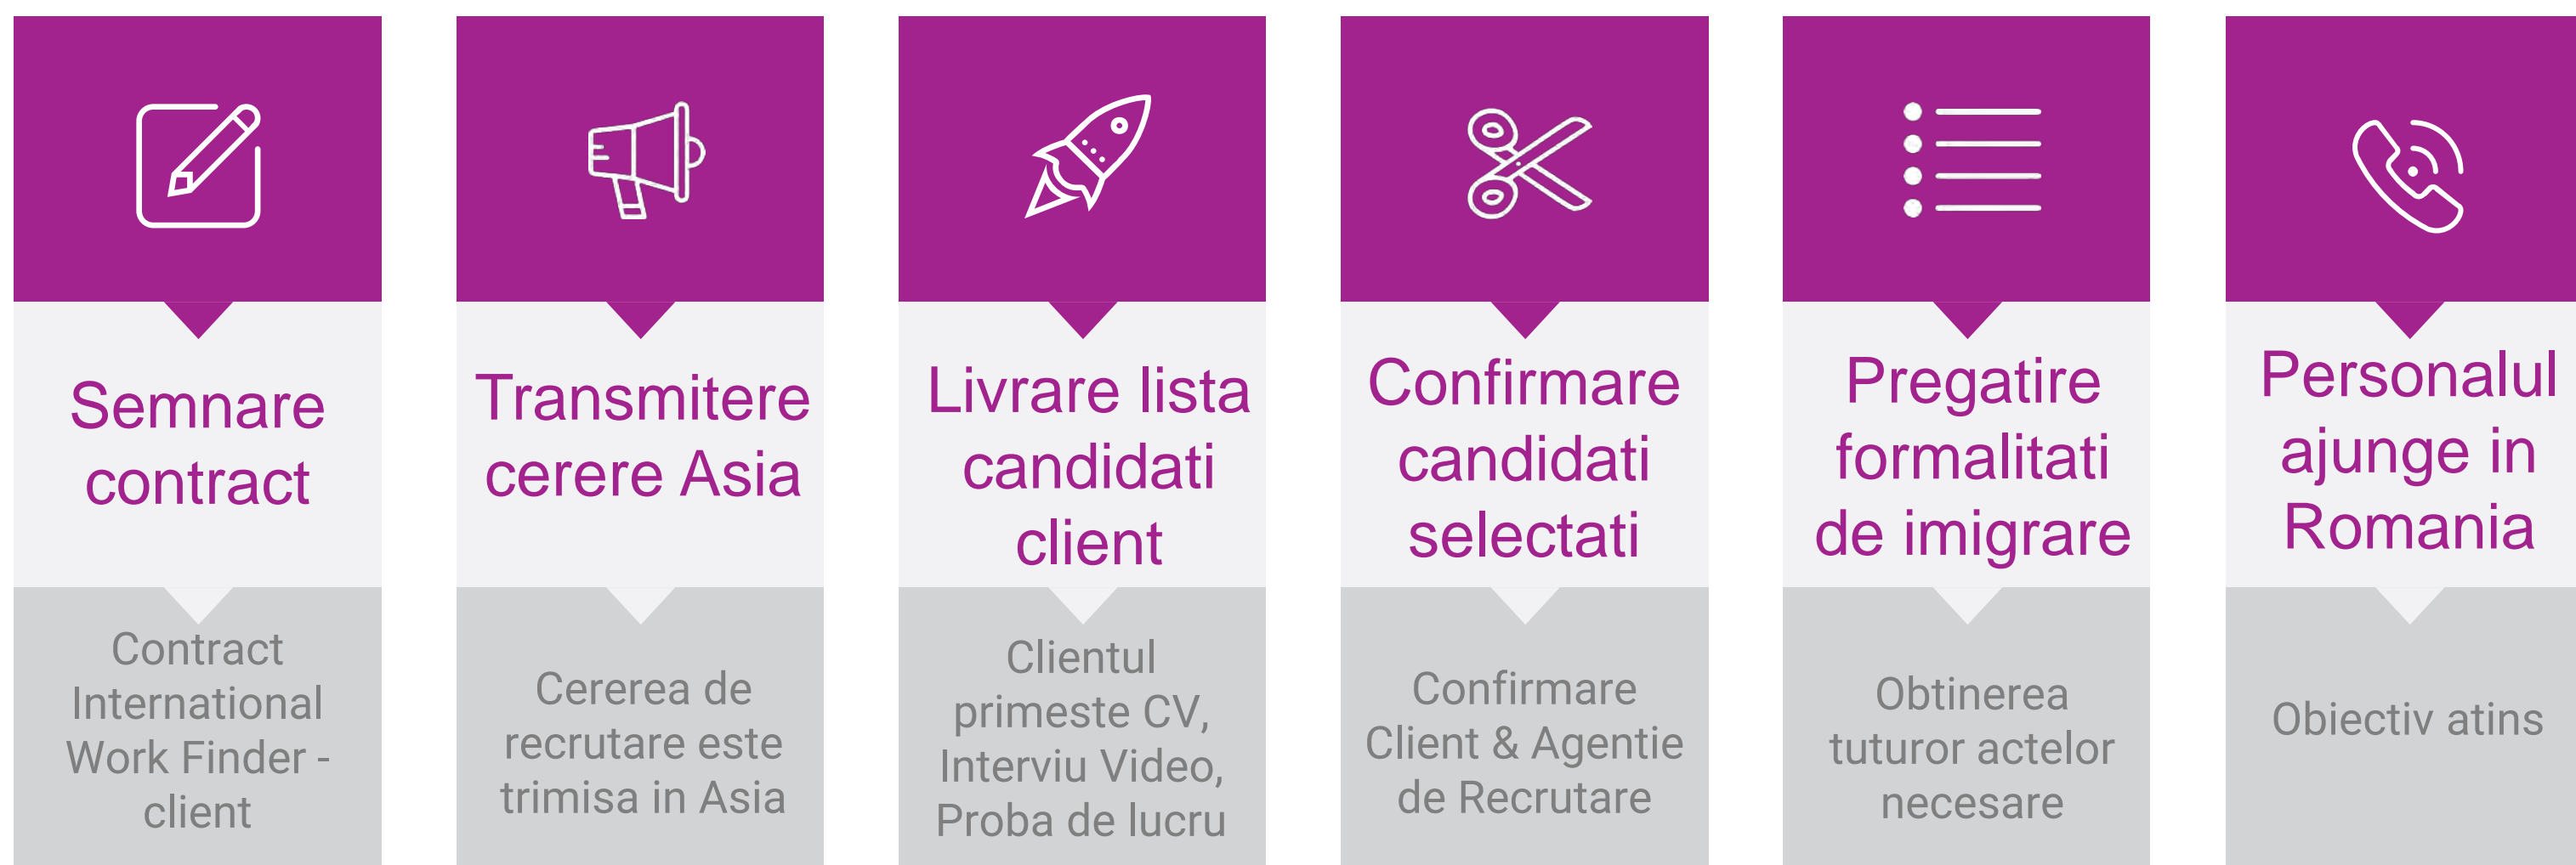 Semnare
contract
Contract
International
Work Finder -
client
Transmitere
cerere Asia
Cererea de
recrutare este
trimisa in Asia
Livrare lista
candidati
client
Clientul
primeste CV,
Interviu Video,
Proba de lucru
Confirmare
candidati
selectati
Confirmare
Client & Agentie
de Recrutare
Pregatire
formalitati
de imigrare
Obtinerea
tuturor actelor
necesare
Personalul
ajunge in
Romania
Obiectiv atins